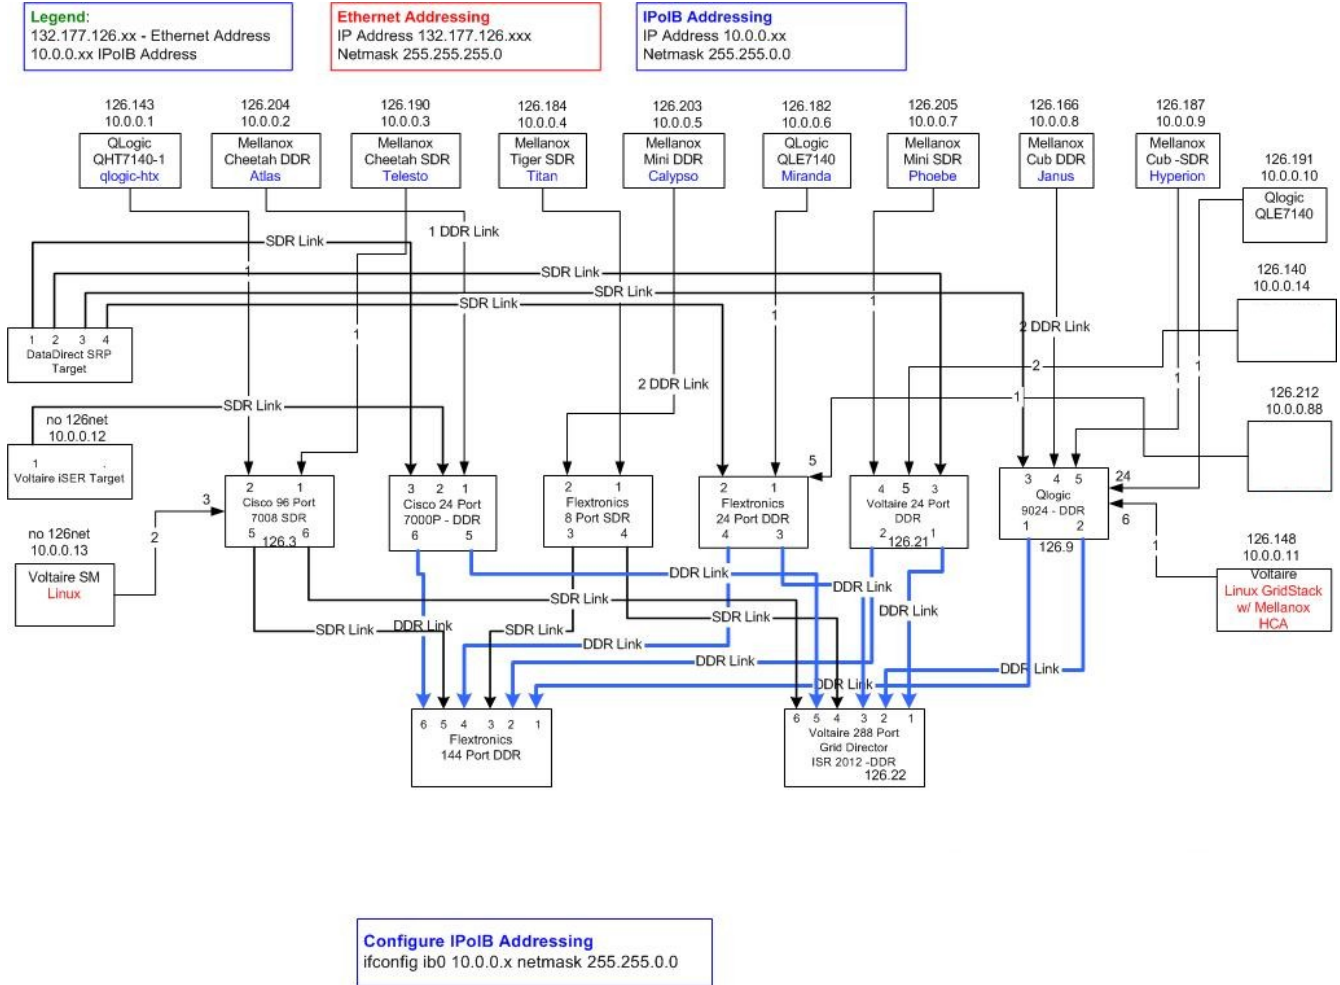 Legend:
132.177.126.xx - Ethernet Address
10.0.0.xx IPoIB Address
Ethernet Addressing
IP Address 132.177.126.xxx
Netmask 255.255.255.0
IPoIB Addressing
IP Address 10.0.0.xx
Netmask 255.255.0.0
126.143
10.0.0.1
QLogic
QHT7140-1
qlogic-htx
126.204
10.0.0.2
Mellanox
Cheetah DDR
Atlas
126.190
10.0.0.3
Mellanox
Cheetah SDR
Telesto
126.184
10.0.0.4
Mellanox
Tiger SDR
Titan
126.203
10.0.0.5
Mellanox
Mini DDR
Calypso
126.182
10.0.0.6
QLogic
QLE7140
Miranda
126.205
10.0.0.7
Mellanox
Mini SDR
Phoebe
126.166
10.0.0.8
Mellanox
Cub DDR
Janus
126.187
10.0.0.9
Mellanox
Cub -SDR
Hyperion
126.191
10.0.0.10
Qlogic
QLE7140
126.140
10.0.0.14
126.212
10.0.0.88
1 DDR Link
SDR Link
1
SDR Link
SDR Link
SDR Link
1
1
1
2 DDR Link
2
1
1
1
2 DDR Link
1 2 3 4
DataDirect SRP
Target
SDR Link
no 126net
10.0.0.12
1 .
Voltaire iSER Target
no 126net
10.0.0.13
Voltaire SM
Linux
2
3
2 1
Cisco 96 Port
7008 SDR
5 6
126.3
3 2 1
Cisco 24 Port
7000P - DDR
6 5
2 1
Flextronics
8 Port SDR
3 4
2 1
Flextronics
24 Port DDR
4 3
5
4 5 3
Voltaire 24 Port
DDR
2 1
126.21
3 4 5
Qlogic
9024 - DDR
1 2
126.9
24
6
1
126.148
10.0.0.11
Voltaire
Linux GridStack
w/ Mellanox
HCA
DDR Link
DDR Link
SDR Link
DDR Link
SDR Link
SDR Link
DDR Link
SDR Link
DDR Link
DDR Link
DDR Link
DDR Link
6 5 4 3 2 1
Flextronics
144 Port DDR
6 5 4 3 2 1
Voltaire 288 Port
Grid Director
ISR 2012 -DDR
126.22
Configure IPoIB Addressing
ifconfig ib0 10.0.0.x netmask 255.255.0.0